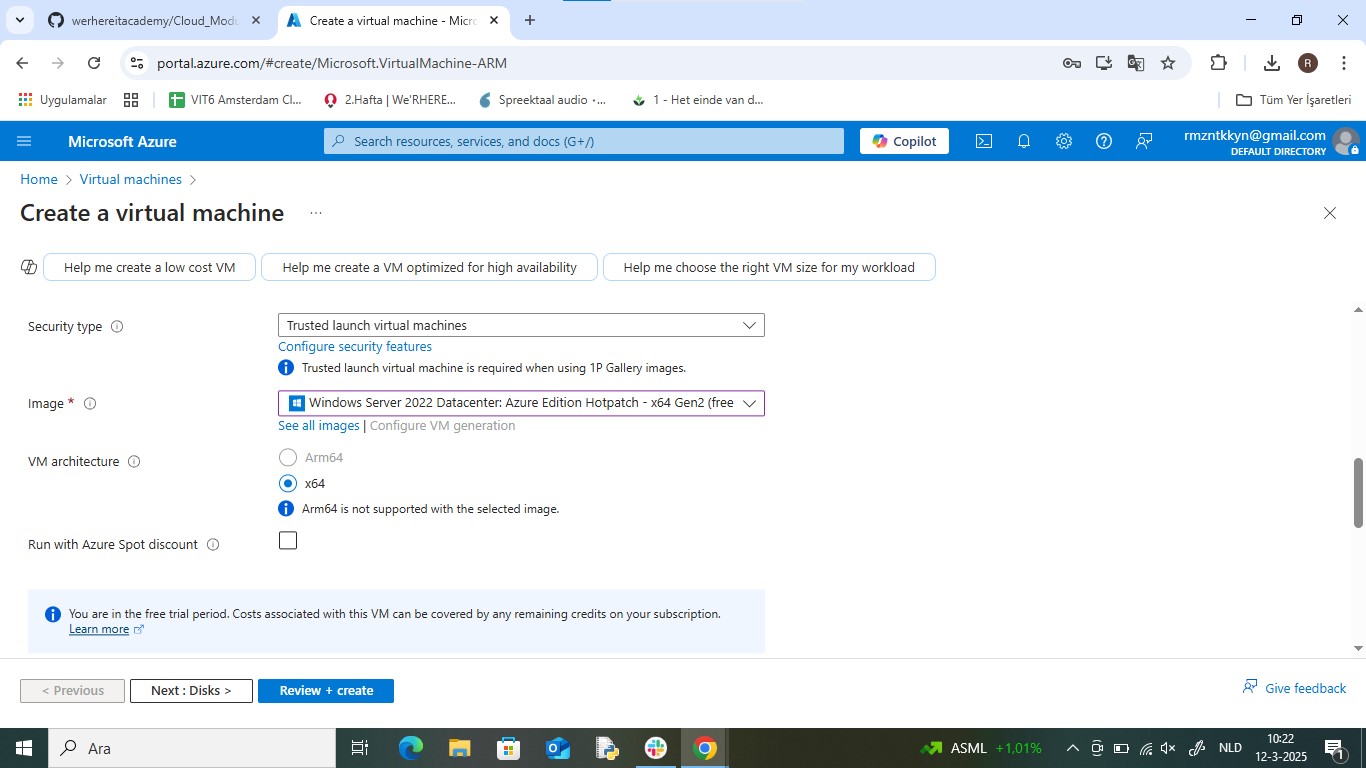 werhereitacademy/Cloud_Modu
Create a virtual machine - Micro
portal.azure.com/#create/Microsoft.VirtualMachine-ARM
R
Uygulamalar
VIT6 Amsterdam Cl...
2.Hafta | We'RHERE...
Spreektaal audio -...
1 - Het einde van d...
Tüm Yer İşaretleri
Microsoft Azure
Search resources, services, and docs (G+/)
Copilot
rmzntkkyn@gmail.com
DEFAULT DIRECTORY
Home > Virtual machines >
Create a virtual machine ...
Help me create a low cost VM
Help me create a VM optimized for high availability
Help me choose the right VM size for my workload
Security type
Trusted launch virtual machines
Configure security features
Trusted launch virtual machine is required when using 1P Gallery images.
Image *
Windows Server 2022 Datacenter: Azure Edition Hotpatch - x64 Gen2 (free
See all images | Configure VM generation
VM architecture
Arm64
x64
Arm64 is not supported with the selected image.
Run with Azure Spot discount
You are in the free trial period. Costs associated with this VM can be covered by any remaining credits on your subscription.
Learn more
< Previous
Next : Disks >
Review + create
Give feedback
Ara
ASML +1,01%
NLD
10:22
12-3-2025
1